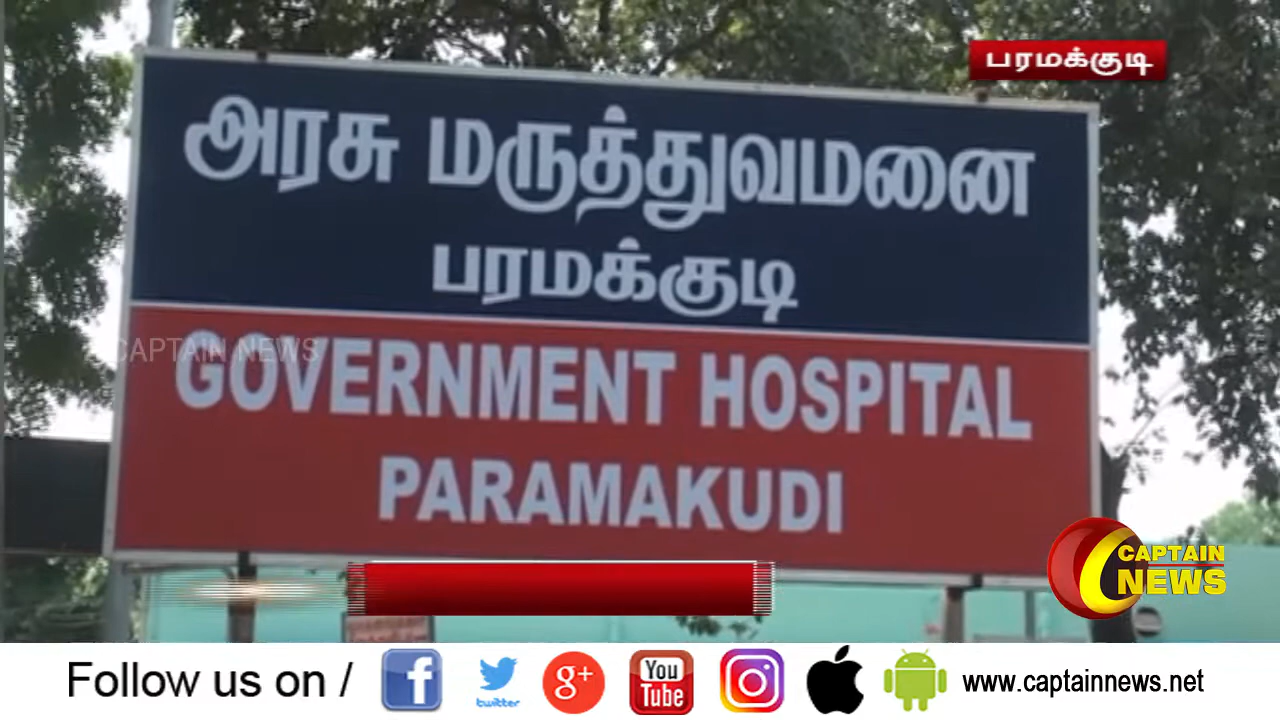 பரமக்குடி
அரசு மருத்துவமனை
பரமக்குடி
CAPTAIN NEWS
GOVERNMENT HOSPITAL
PARAMAKUDI
CAPTAIN
NEWS
Follow us on /
twitter
g+
You
Tube
www.captainnews.net